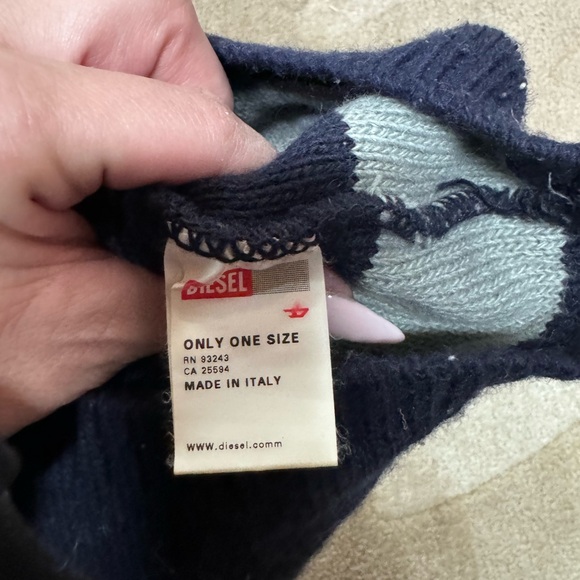 DIESEL
ONLY ONE SIZE
RN 93243
CA 25594
MADE IN ITALY
www.diesel.comm